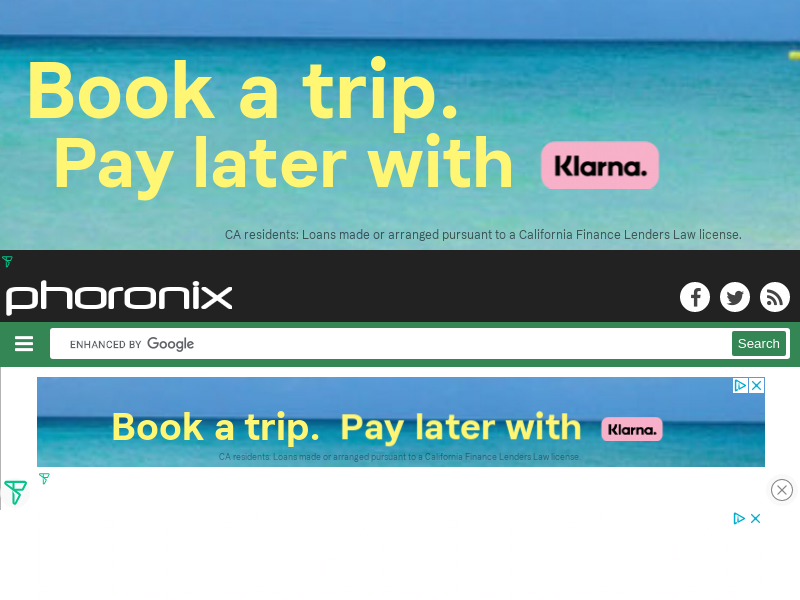 Book a trip.
Pay later with Klarna.
CA residents: Loans made or arranged pursuant to a California Finance Lenders Law license.
phoronix
ENHANCED BY Google
Search
Book a trip. Pay later with Klarna.
CA residents: Loans made or arranged pursuant to a California Finance Lenders Law license.